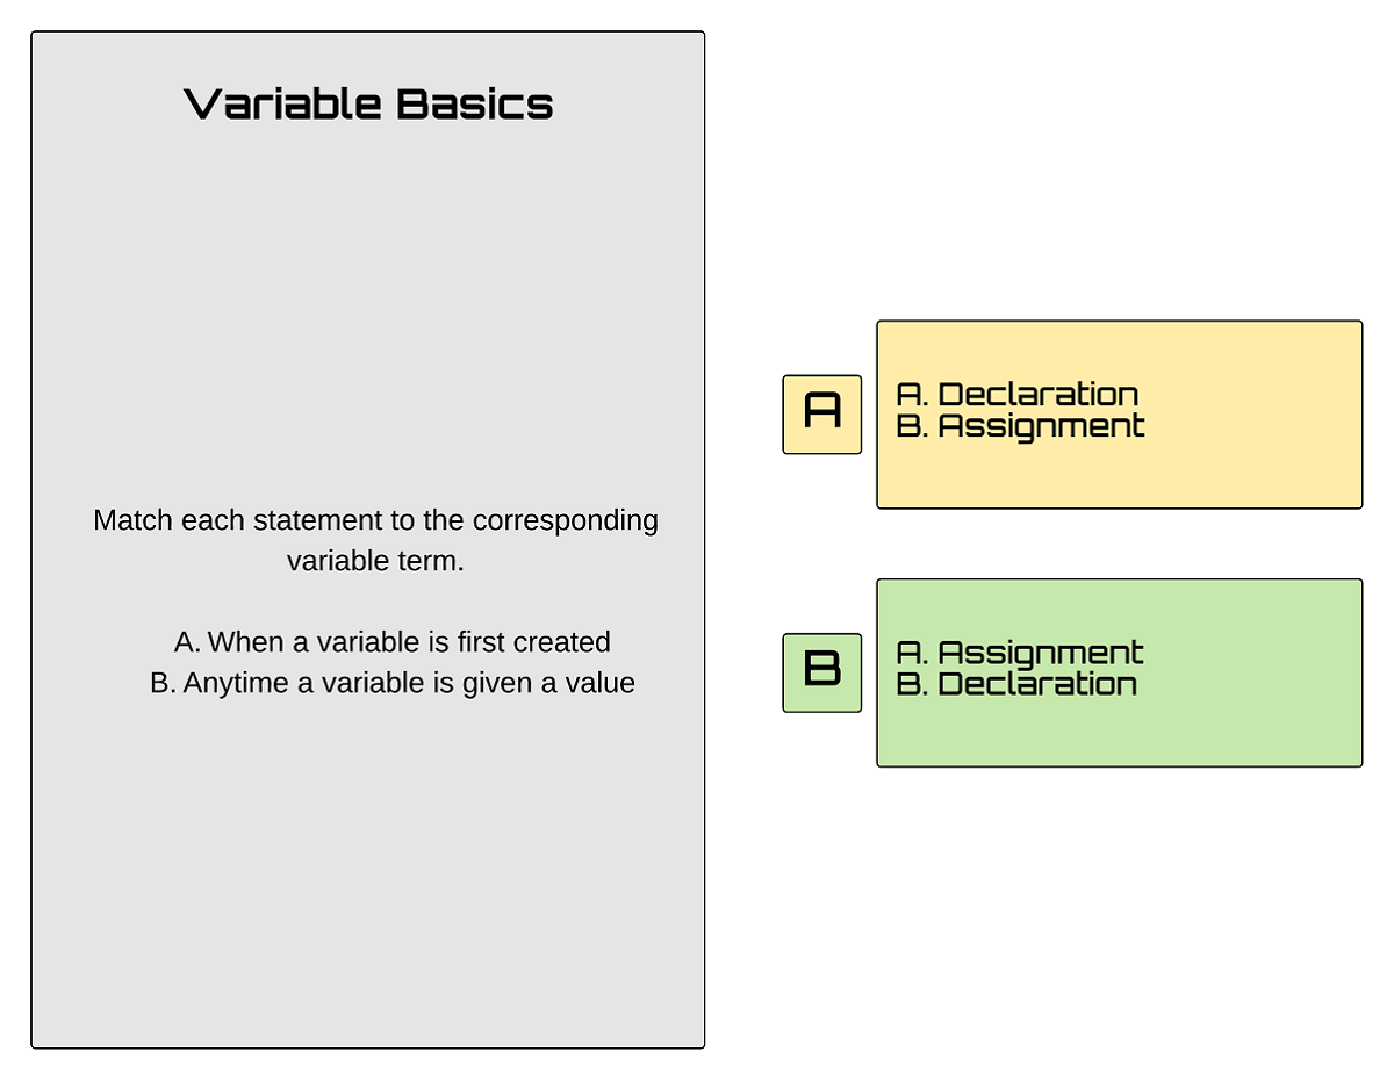 Variable Basics
Match each statement to the corresponding
variable term.
A. When a variable is first created
B. Anytime a variable is given a value
A
A. Declaration
B. Assignment
B
A. Assignment
B. Declaration